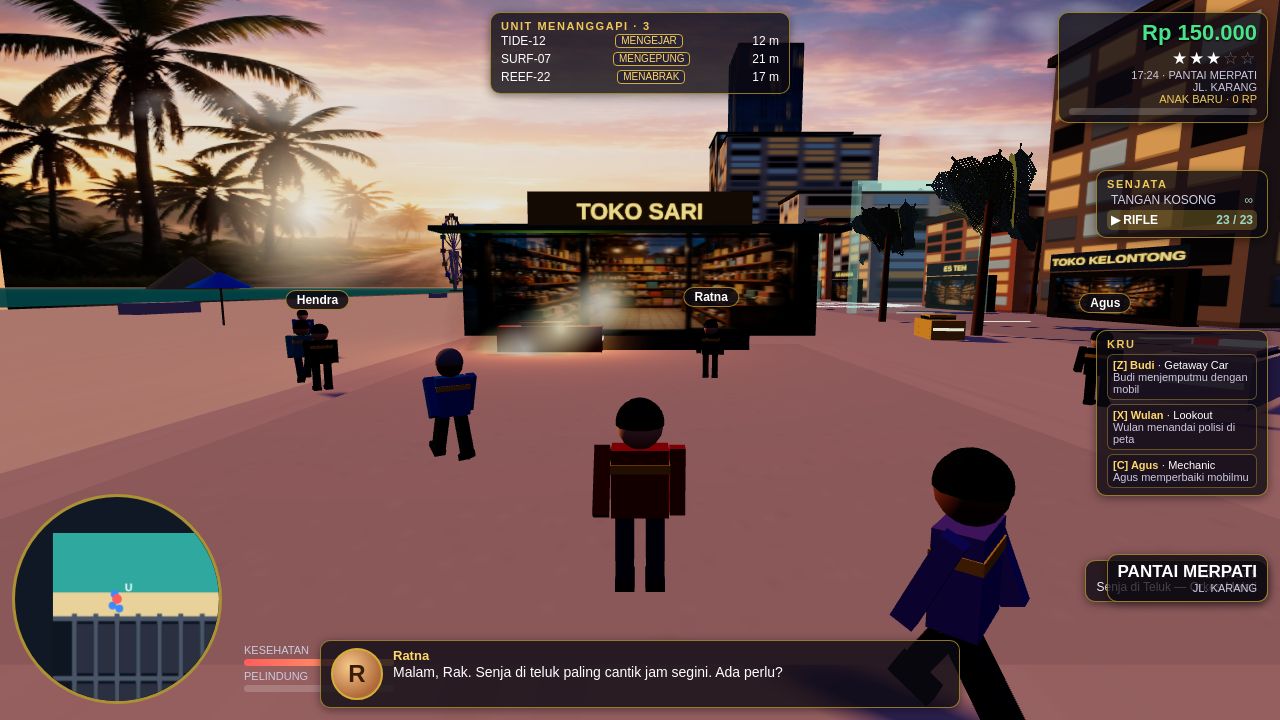 UNIT MENANGGAPI · 3
TIDE-12 MENGEJAR 12 m
SURF-07 MENGEPUNG 21 m
REEF-22 MENABRAK 17 m
Rp 150.000
★★★☆☆
17:24 · PANTAI MERPATI
JL. KARANG
ANAK BARU · 0 RP
SENJATA
TANGAN KOSONG ∞
▶ RIFLE 23 / 23
TOKO SARI
ES TEH
TOKO KELONTONG
Hendra
Ratna
Agus
KRU
[Z] Budi · Getaway Car
Budi menjemputmu dengan
mobil
[X] Wulan · Lookout
Wulan menandai polisi di
peta
[C] Agus · Mechanic
Agus memperbaiki mobilmu
U
PANTAI MERPATI
Senja di Teluk —
JL. KARANG
KESEHATAN
PELINDUNG
R
Ratna
Malam, Rak. Senja di teluk paling cantik jam segini. Ada perlu?